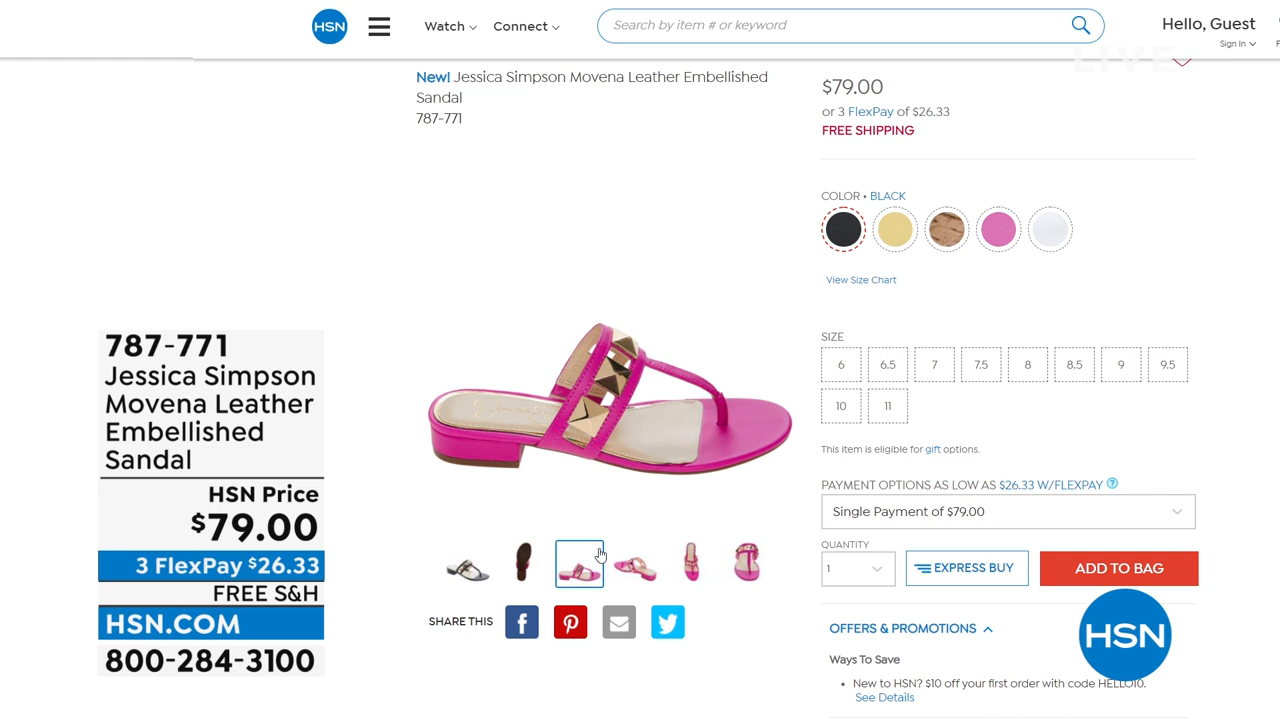 HSN
Watch
Connect
Search by item # or keyword
Hello, Guest
Sign In
LIVE
New! Jessica Simpson Movena Leather Embellished
Sandal
787-771
$79.00
or 3 FlexPay of $26.33
FREE SHIPPING
COLOR • BLACK
View Size Chart
SIZE
6 6.5 7 7.5 8 8.5 9 9.5
10 11
This item is eligible for gift options.
PAYMENT OPTIONS AS LOW AS $26.33 W/FLEXPAY ?
Single Payment of $79.00
QUANTITY
1
EXPRESS BUY
ADD TO BAG
OFFERS & PROMOTIONS
Ways To Save
• New to HSN? $10 off your first order with code HELLO10.
See Details
HSN
SHARE THIS
787-771
Jessica Simpson
Movena Leather
Embellished
Sandal
HSN Price
$79.00
3 FlexPay $26.33
FREE S&H
HSN.COM
800-284-3100